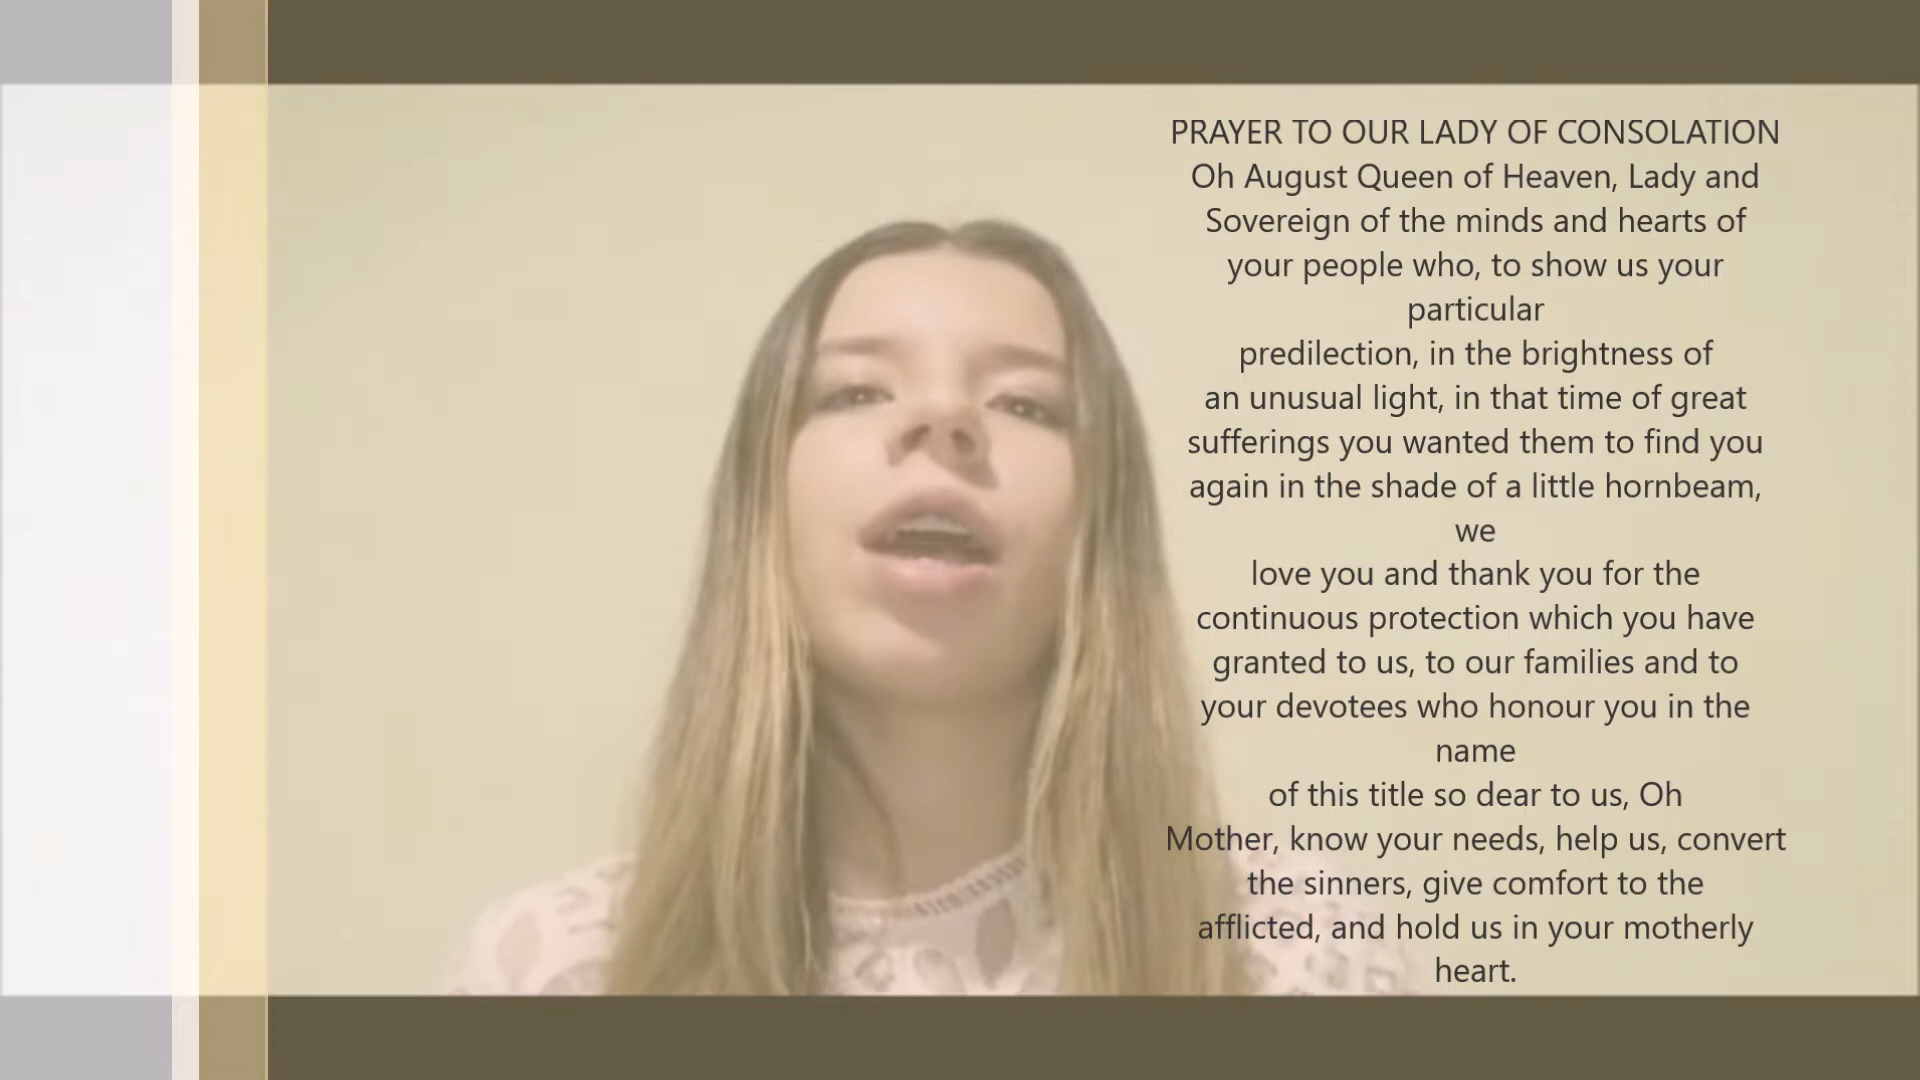 PRAYER TO OUR LADY OF CONSOLATION
Oh August Queen of Heaven, Lady and
Sovereign of the minds and hearts of
your people who, to show us your
particular
predilection, in the brightness of
an unusual light, in that time of great
sufferings you wanted them to find you
again in the shade of a little hornbeam,
we
love you and thank you for the
continuous protection which you have
granted to us, to our families and to
your devotees who honour you in the
name
of this title so dear to us, Oh
Mother, know your needs, help us, convert
the sinners, give comfort to the
afflicted, and hold us in your motherly
heart.